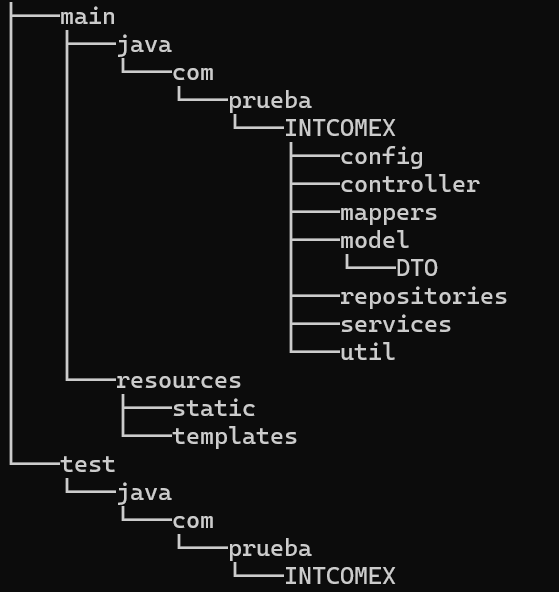 main
java
com
prueba
INTCOMEX
config
controller
mappers
model
DTO
repositories
services
util
resources
static
templates
test
java
com
prueba
INTCOMEX